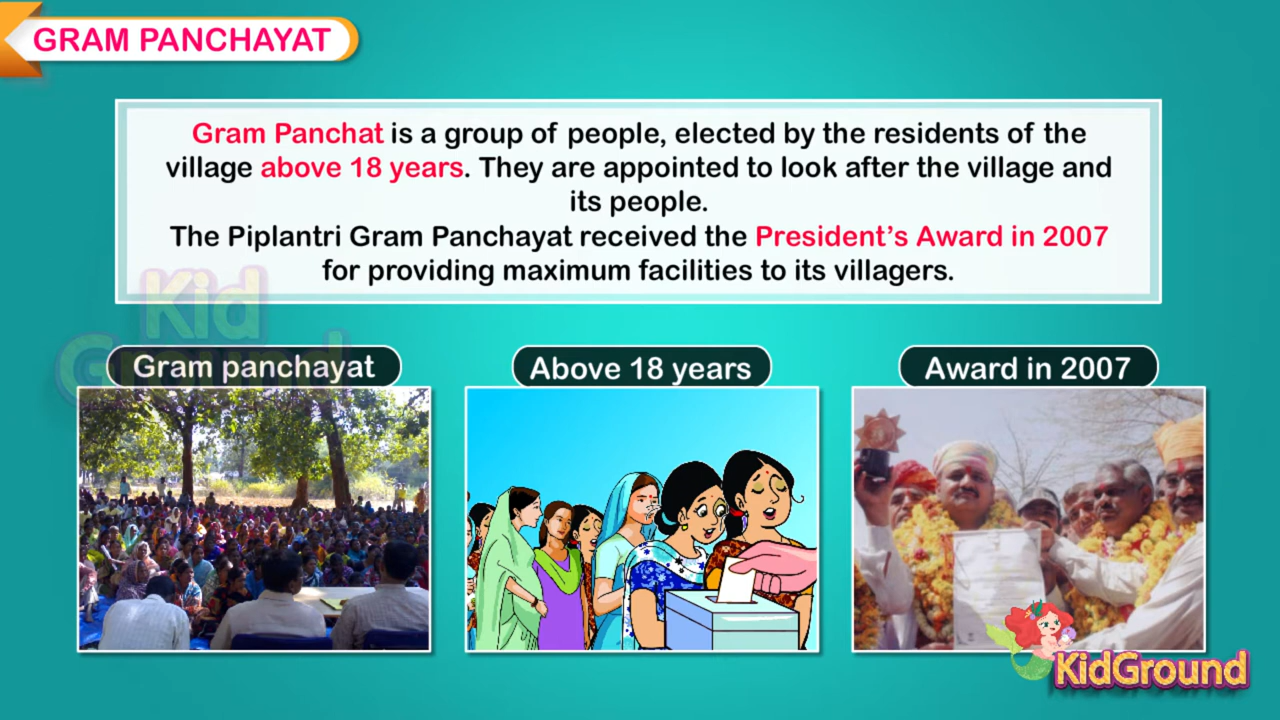 GRAM PANCHAYAT
Gram Panchat is a group of people, elected by the residents of the
village above 18 years. They are appointed to look after the village and
its people.
The Piplantri Gram Panchayat received the President's Award in 2007
for providing maximum facilities to its villagers.
Kid
Ground
Gram panchayat
Above 18 years
Award in 2007
KidGround